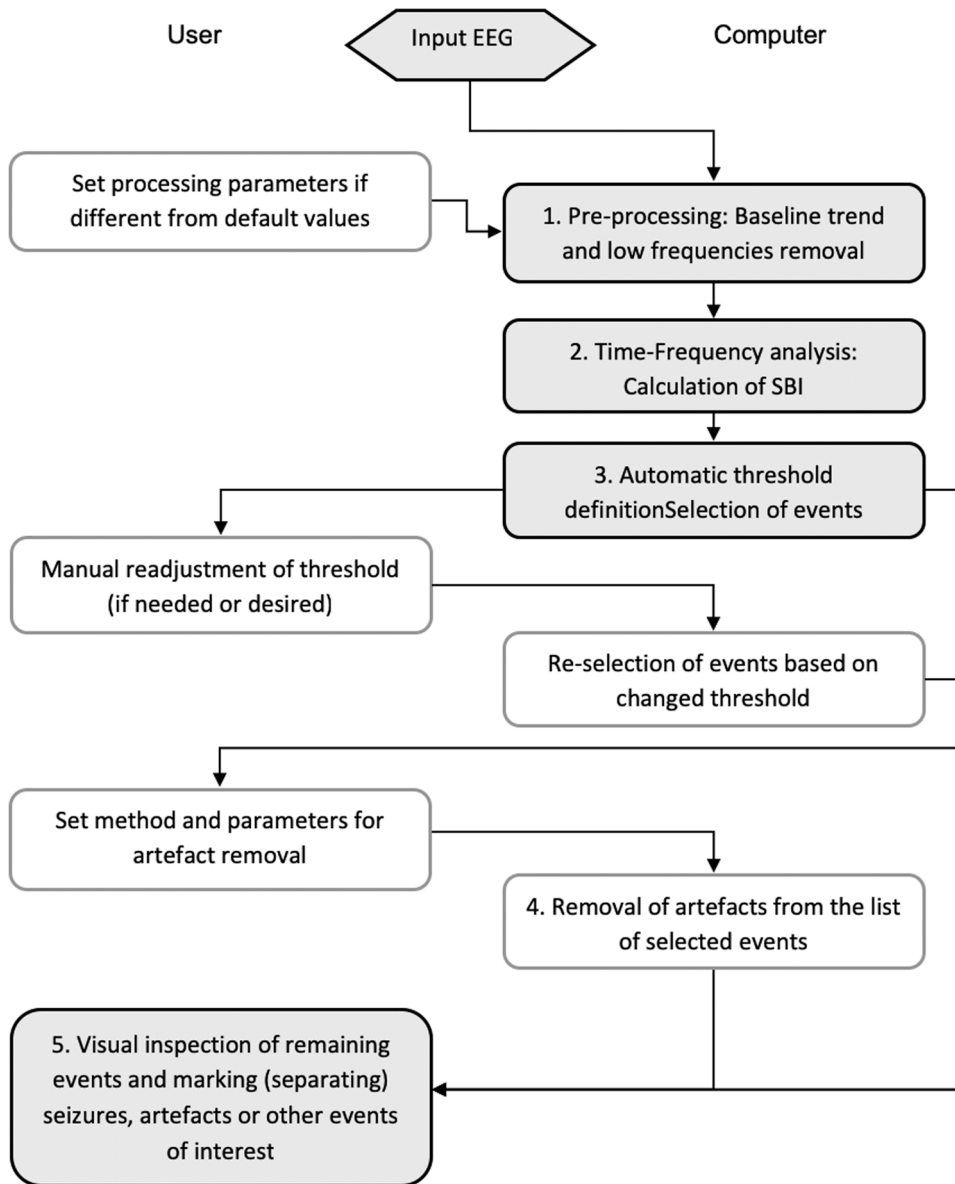 User
Input EEG
Computer
Set processing parameters if
different from default values
1. Pre-processing: Baseline trend
and low frequencies removal
2. Time-Frequency analysis:
Calculation of SBI
3. Automatic threshold
definitionSelection of events
Manual readjustment of threshold
(if needed or desired)
Re-selection of events based on
changed threshold
Set method and parameters for
artefact removal
4. Removal of artefacts from the list
of selected events
5. Visual inspection of remaining
events and marking (separating)
seizures, artefacts or other events
of interest